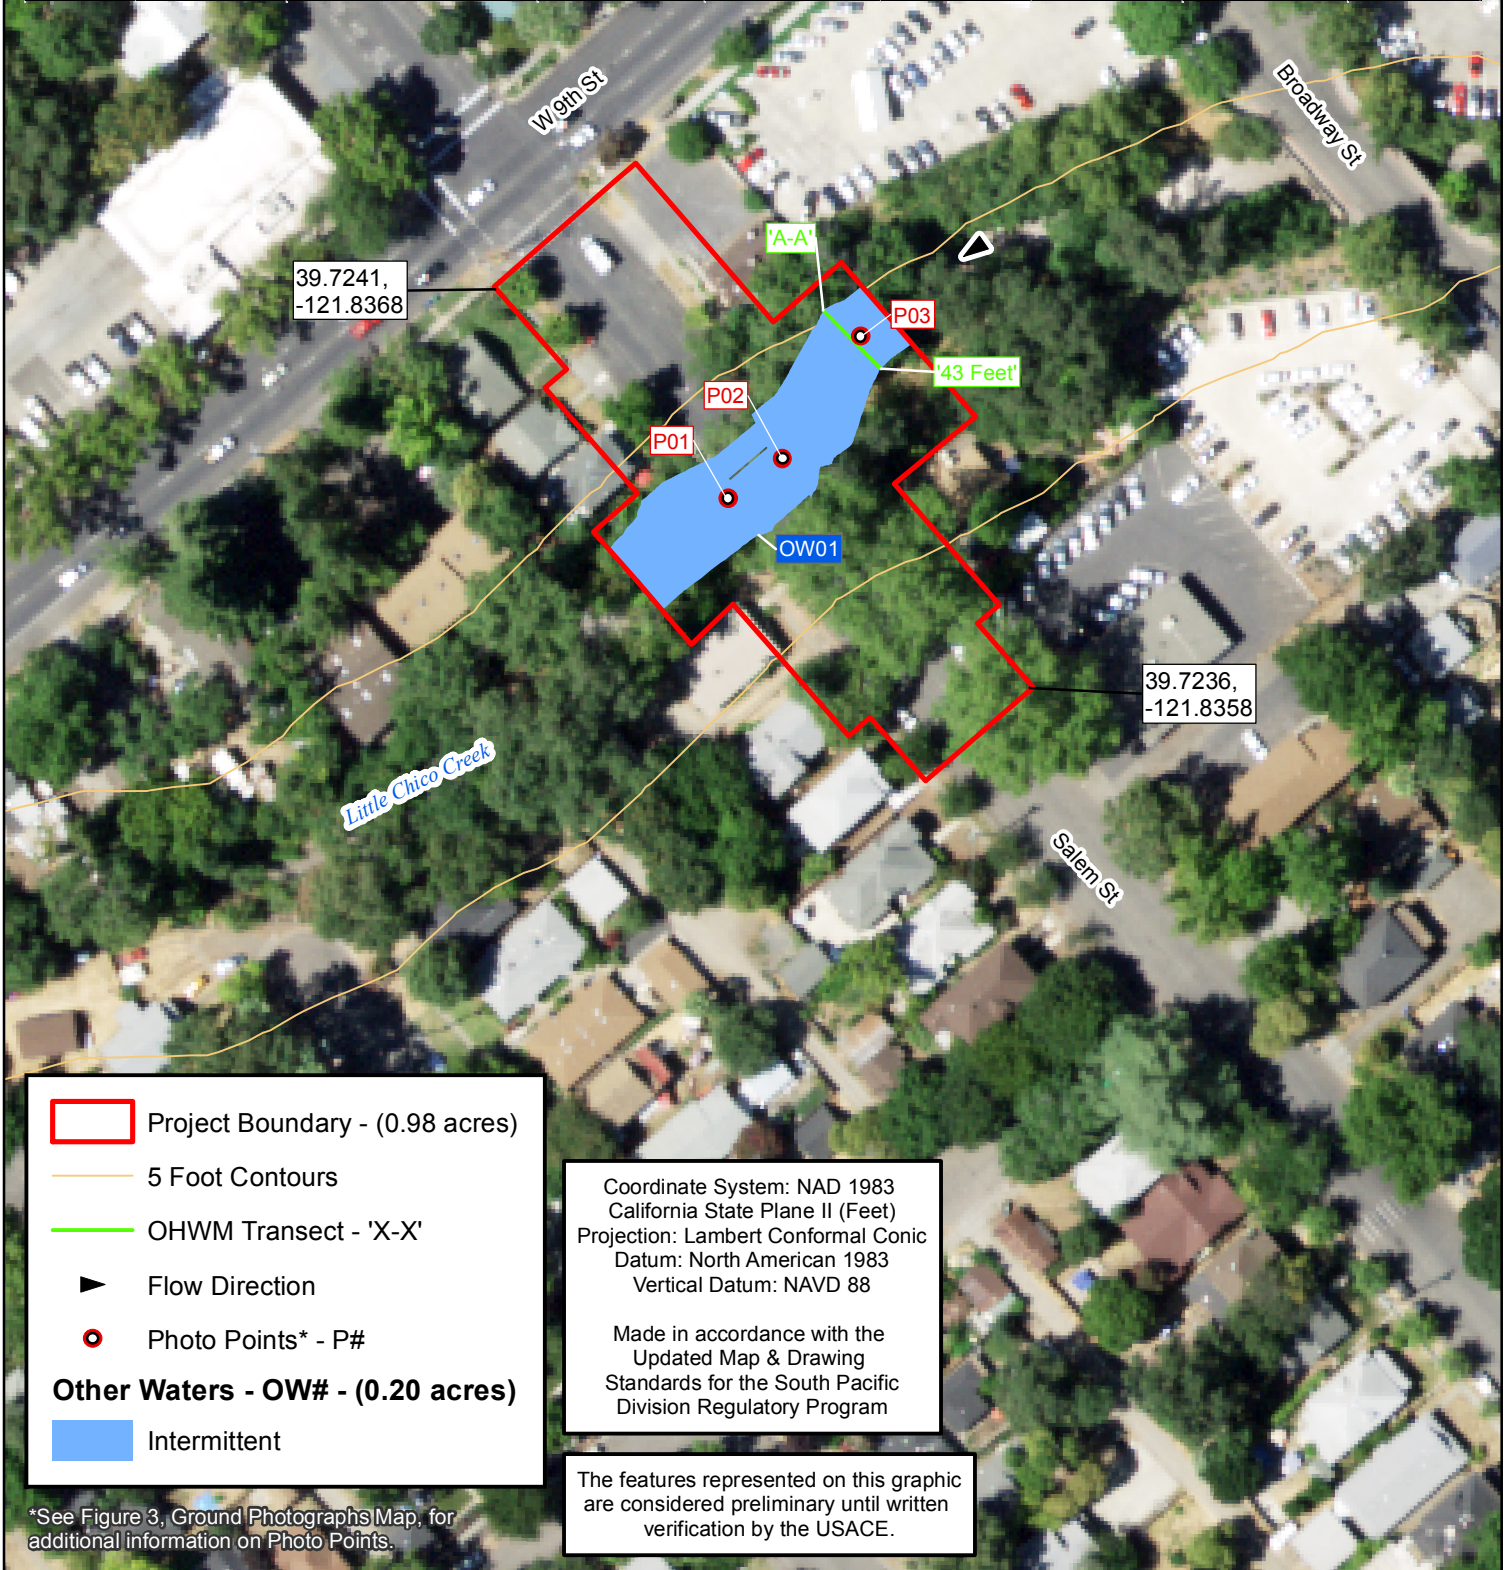 W 9th St
Broadway St
'A-A'
39.7241,
-121.8368
P03
'43 Feet'
P02
P01
OW01
39.7236,
-121.8358
Little Chico Creek
Salem St
Project Boundary - (0.98 acres)
5 Foot Contours
OHWM Transect - 'X-X'
Flow Direction
Photo Points* - P#
Other Waters - OW# - (0.20 acres)
Intermittent
*See Figure 3, Ground Photographs Map, for
additional information on Photo Points.
Coordinate System: NAD 1983
California State Plane II (Feet)
Projection: Lambert Conformal Conic
Datum: North American 1983
Vertical Datum: NAVD 88
Made in accordance with the
Updated Map & Drawing
Standards for the South Pacific
Division Regulatory Program
The features represented on this graphic
are considered preliminary until written
verification by the USACE.